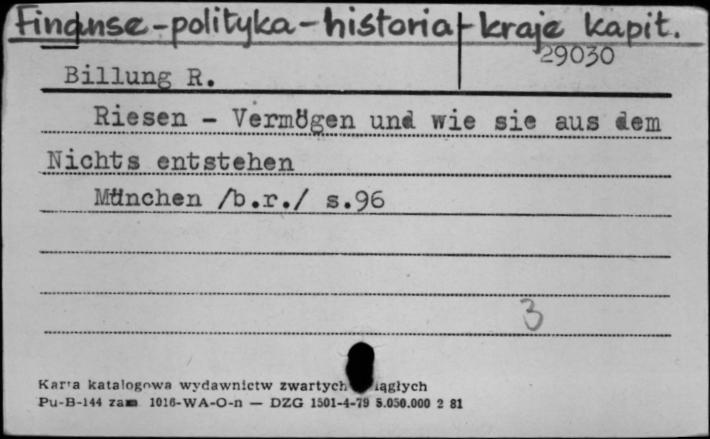 Finanse-polityka-historia-kraje kapit.
29030
Billung R.
Riesen - Vermögen und wie sie aus dem
Nichts entstehen
München /b.r./ s.96
3
Karta katalogowa wydawnictw zwartych iągłych
Pu-B-144 zam 1016-WA-O-n — DZG 1501-4-79 5.050.000 2 81